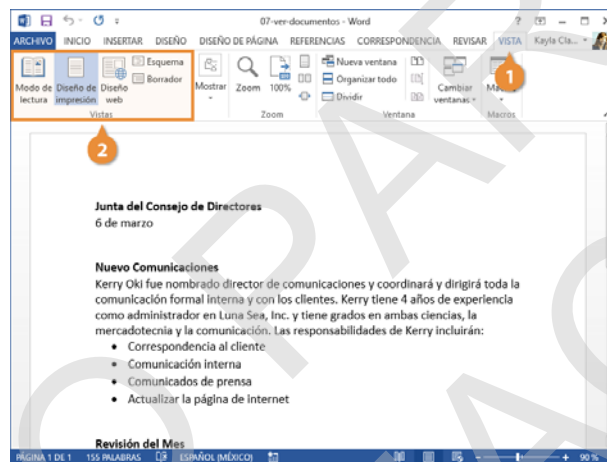 07-ver-documentos - Word
ARCHIVO INICIO INSERTAR DISEÑO DISEÑO DE PÁGINA REFERENCIAS CORRESPONDENCIA REVISAR VISTA Kayla Cla...
Modo de lectura
Diseño de impresión
Diseño web
Esquema
Borrador
Vistas
Mostrar
Zoom
100%
Zoom
Nueva ventana
Organizar todo
Dividir
Cambiar ventanas
Ventana
Macros
1
2
Junta del Consejo de Directores
6 de marzo
Nuevo Comunicaciones
Kerry Oki fue nombrado director de comunicaciones y coordinará y dirigirá toda la
comunicación formal interna y con los clientes. Kerry tiene 4 años de experiencia
como administrador en Luna Sea, Inc. y tiene grados en ambas ciencias, la
mercadotecnia y la comunicación. Las responsabilidades de Kerry incluirán:
• Correspondencia al cliente
• Comunicación interna
• Comunicados de prensa
• Actualizar la página de internet
Revisión del Mes
PÁGINA 1 DE 1 155 PALABRAS ESPAÑOL (MÉXICO) 90%